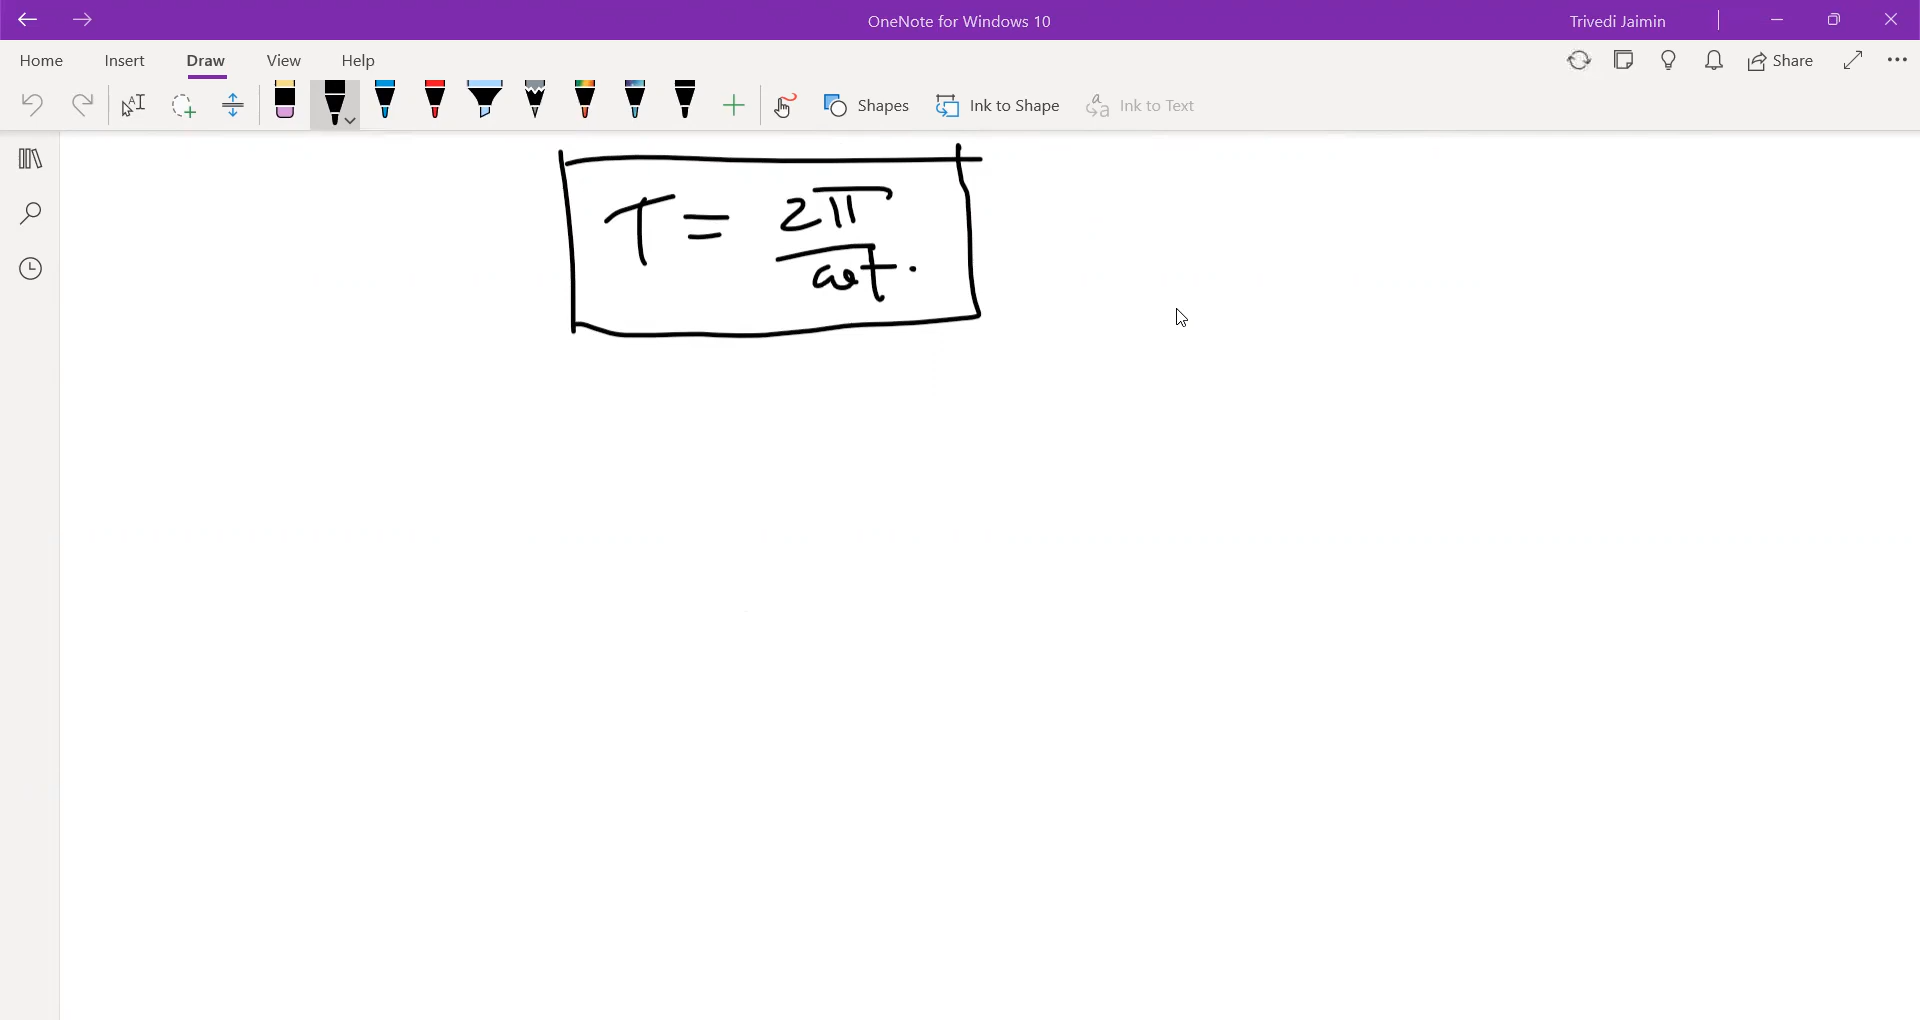 OneNote for Windows 10
Trivedi Jaimin
Home Insert Draw View Help
Share
Shapes Ink to Shape Ink to Text
T = 2π
ωt.